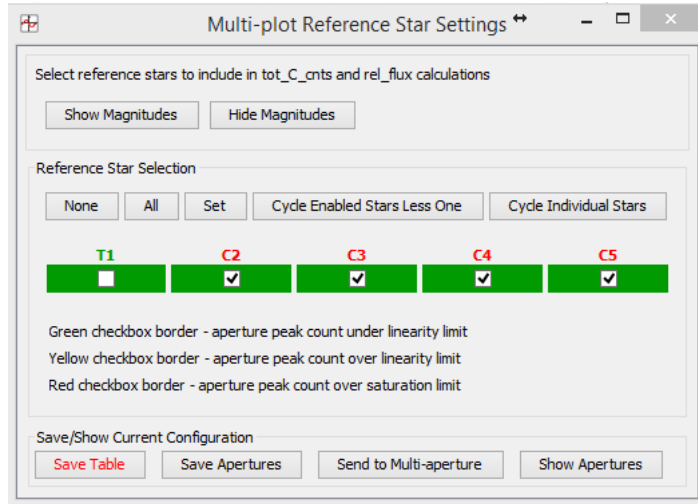 Multi-plot Reference Star Settings
Select reference stars to include in tot_C_cnts and rel_flux calculations
Show Magnitudes Hide Magnitudes
Reference Star Selection
None All Set Cycle Enabled Stars Less One Cycle Individual Stars
T1 C2 C3 C4 C5
Green checkbox border - aperture peak count under linearity limit
Yellow checkbox border - aperture peak count over linearity limit
Red checkbox border - aperture peak count over saturation limit
Save/Show Current Configuration
Save Table Save Apertures Send to Multi-aperture Show Apertures